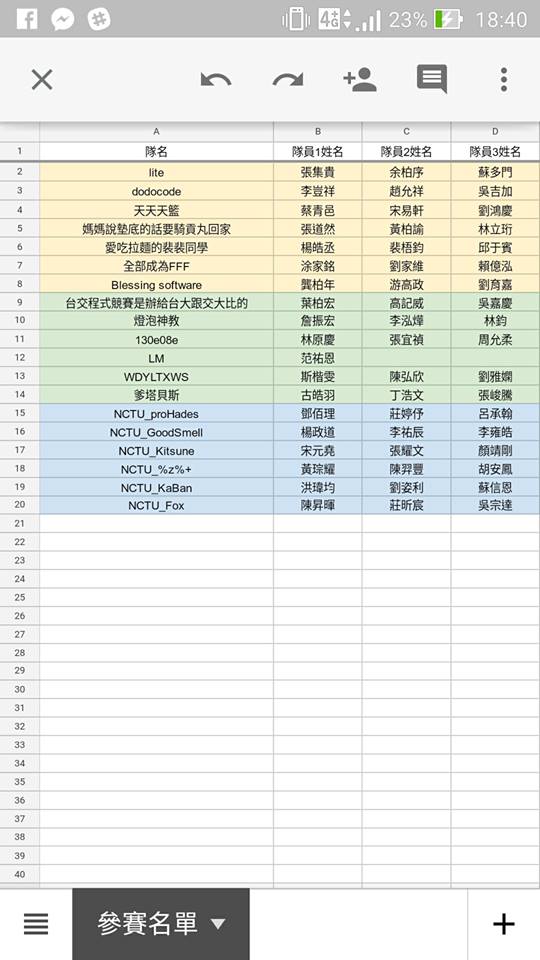 4G 23% 18:40
A B C D
1 隊名 隊員1姓名 隊員2姓名 隊員3姓名
2 lite 張集貴 余柏序 蘇多門
3 dodocode 李豈祥 趙允祥 吳吉加
4 天天天籃 蔡青邑 宋易軒 劉鴻慶
5 媽媽說墊底的話要騎貢丸回家 張道然 黃柏諭 林立珩
6 愛吃拉麵的裴裴同學 楊皓丞 裴梧鈞 邱于賓
7 全部成為FFF 涂家銘 劉家維 賴億泓
8 Blessing software 龔柏年 游高政 劉育嘉
9 台交程式競賽是辦給台大跟交大比的 葉柏宏 高記威 吳嘉慶
10 燈泡神教 詹振宏 李泓燁 林鈞
11 130e08e 林原慶 張宜禎 周允柔
12 LM 范祐恩
13 WDYLTXWS 斯楷雯 陳弘欣 劉雅嫻
14 爹塔貝斯 古皓羽 丁浩文 張峻騰
15 NCTU_proHades 鄧佰理 莊婷伃 呂承翰
16 NCTU_GoodSmell 楊政道 李祐辰 李雍皓
17 NCTU_Kitsune 宋元堯 張耀文 顏靖剛
18 NCTU_%z%+ 黃琮耀 陳羿豐 胡安鳳
19 NCTU_KaBan 洪瑋均 劉姿利 蘇信恩
20 NCTU_Fox 陳昇暉 莊昕宸 吳宗達
21
22
23
24
25
26
27
28
29
30
31
32
33
34
35
36
37
38
39
40
參賽名單